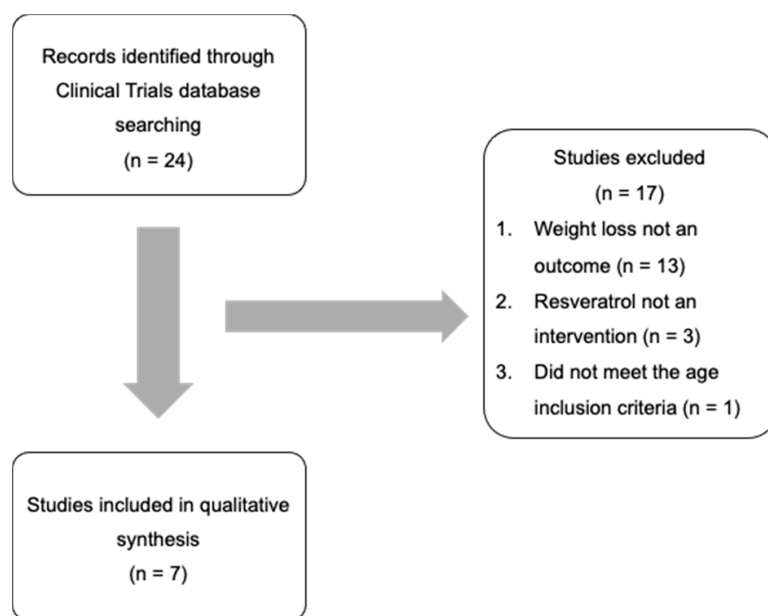 Records identified through
Clinical Trials database
searching
(n = 24)
Studies excluded
(n = 17)
1. Weight loss not an
outcome (n = 13)
2. Resveratrol not an
intervention (n = 3)
3. Did not meet the age
inclusion criteria (n = 1)
Studies included in qualitative
synthesis
(n = 7)